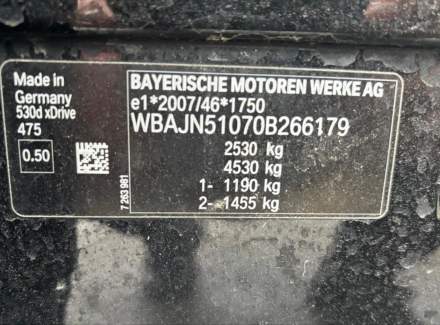 Made in
Germany
530d xDrive
475
0.50
7 263 981
BAYERISCHE MOTOREN WERKE AG
e1*2007/46*1750
WBAJN51070B266179
2530 kg
4530 kg
1- 1190 kg
2- 1455 kg